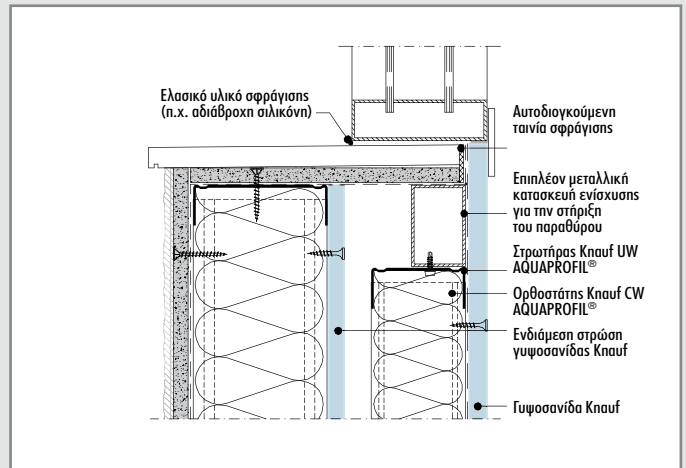 Ελασικό υλικό σφράγισης
(π.χ. αδιάβροχη σιλικόνη)
Αυτοδιογκούμενη
ταινία σφράγισης
Επιπλέον μεταλλική
κατασκευή ενίσχυσης
για την στήριξη
του παραθύρου
Στρωτήρας Knauf UW
AQUAPROFIL®
Ορθοστάτης Knauf CW
AQUAPROFIL®
Ενδιάμεση στρώση
γυψοσανίδας Knauf
Γυψοσανίδα Knauf